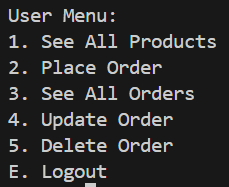 User Menu:
1. See All Products
2. Place Order
3. See All Orders
4. Update Order
5. Delete Order
E. Logout